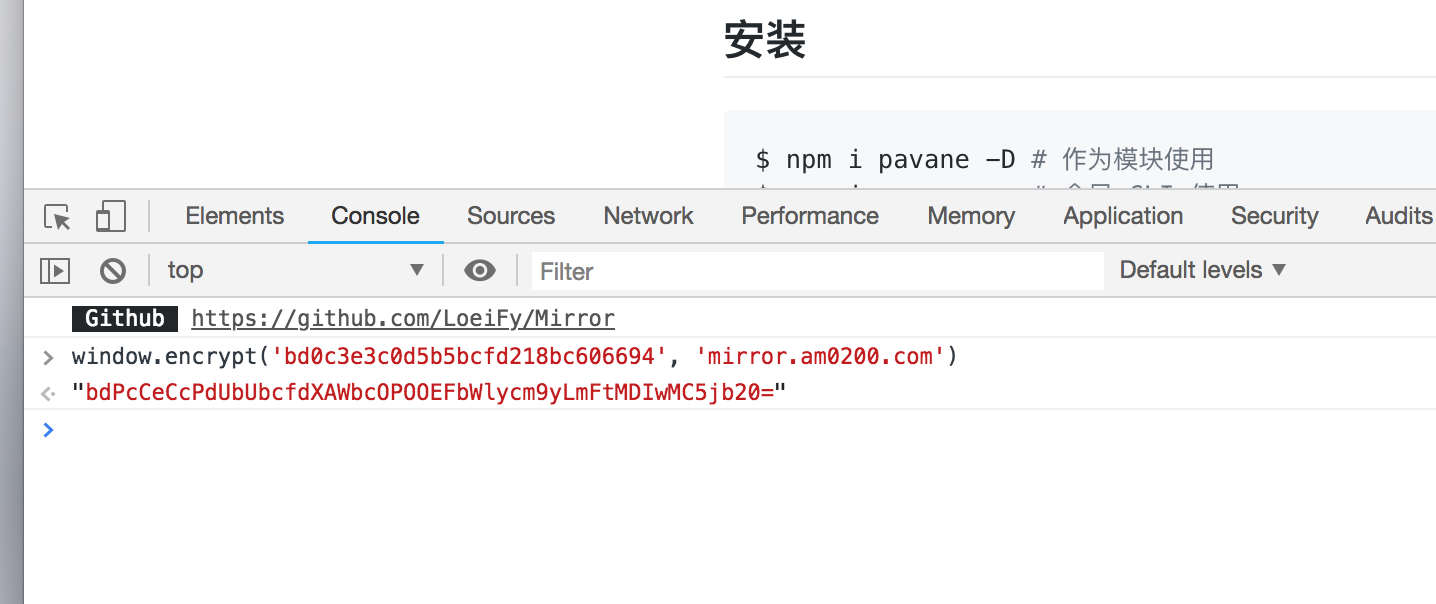 安装
$ npm i pavane -D # 作为模块使用
Elements Console Sources Network Performance Memory Application Security Audits
top ▼ Filter Default levels ▼
Github https://github.com/LoeiFy/Mirror
> window.encrypt('bd0c3e3c0d5b5bcfd218bc606694', 'mirror.am0200.com')
"bdPcCeCcPdUbUbcfdXAWbcOPOOEFbWlycm9yLmFtMDIwMC5jb20="
>